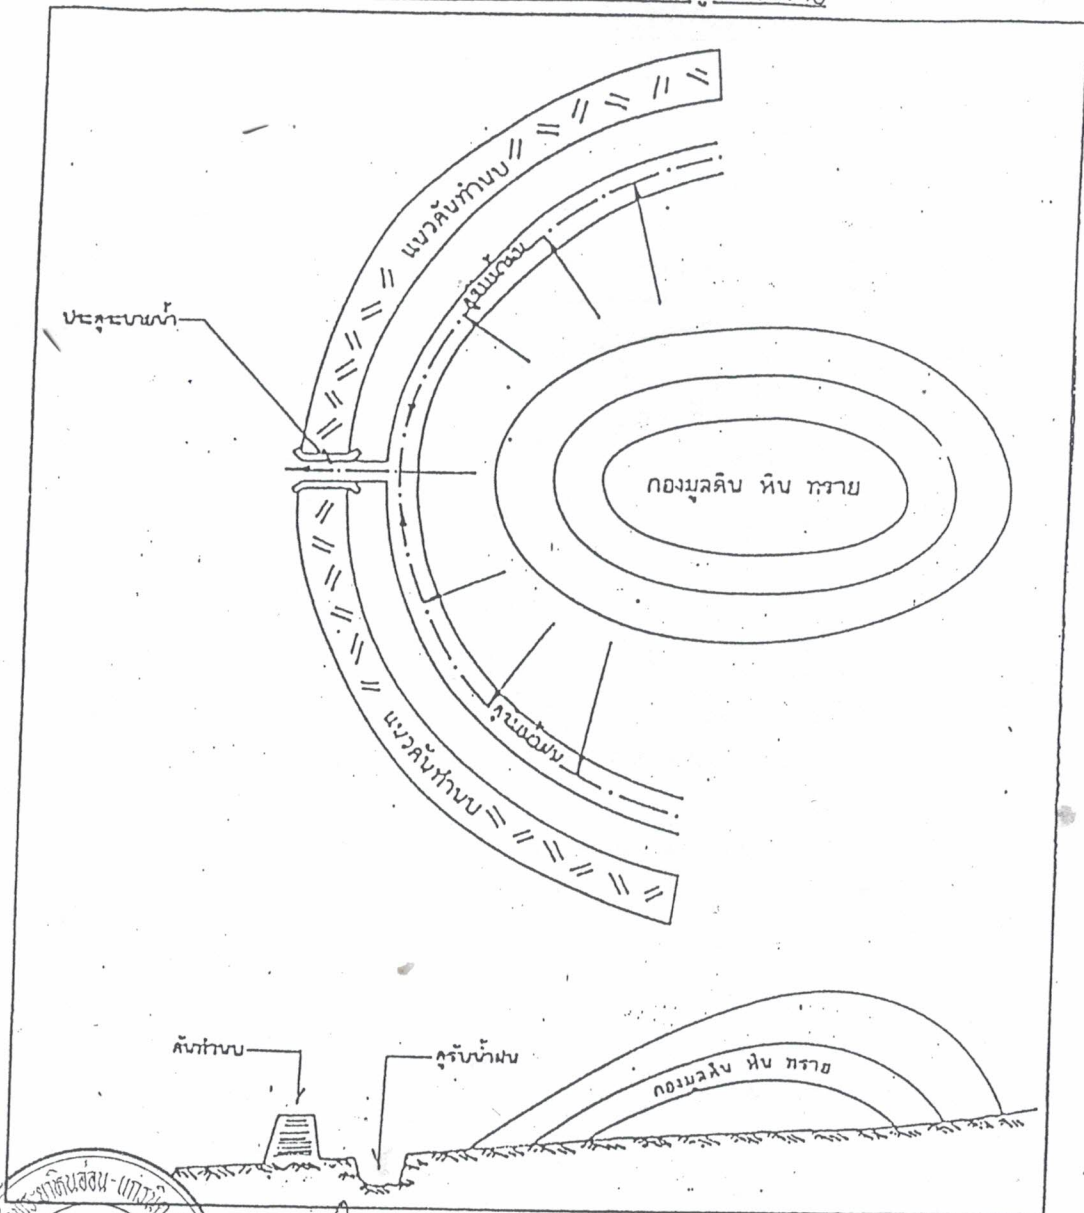 แนวคันทำนบ
คูรับน้ำฝน
ประตูระบายน้ำ
กองมูลดิน หิน ทราย
คูรับน้ำฝน
แนวคันทำนบ
คันทำนบ
คูรับน้ำฝน
กองมูลดิน หิน ทราย